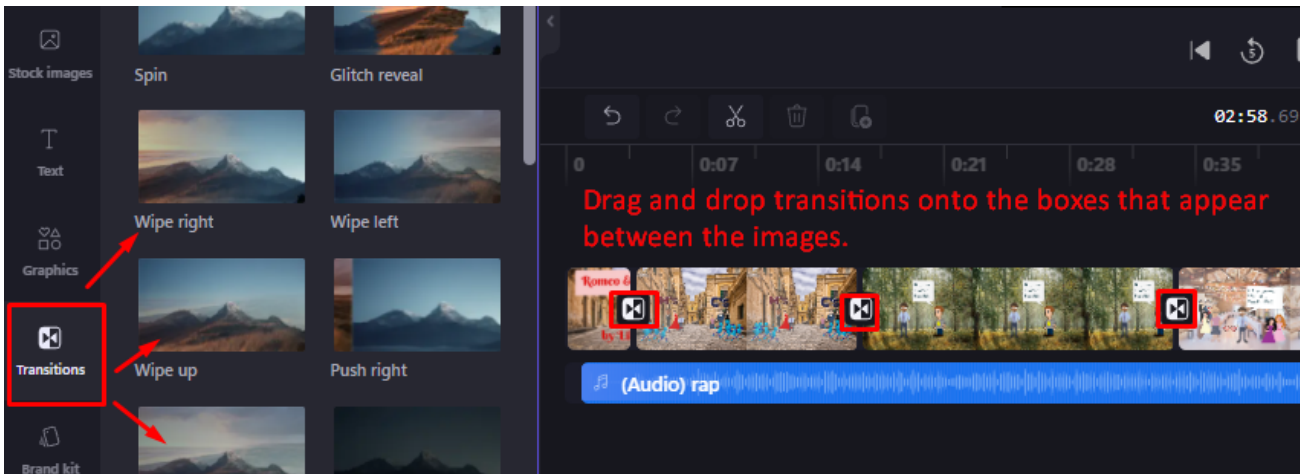 Stock images
Text
Graphics
Transitions
Brand kit
Spin
Glitch reveal
Wipe right
Wipe left
Wipe up
Push right
5
02:58.69
0
0:07
0:14
0:21
0:28
0:35
Drag and drop transitions onto the boxes that appear
between the images.
Romeo &
(Audio) rap